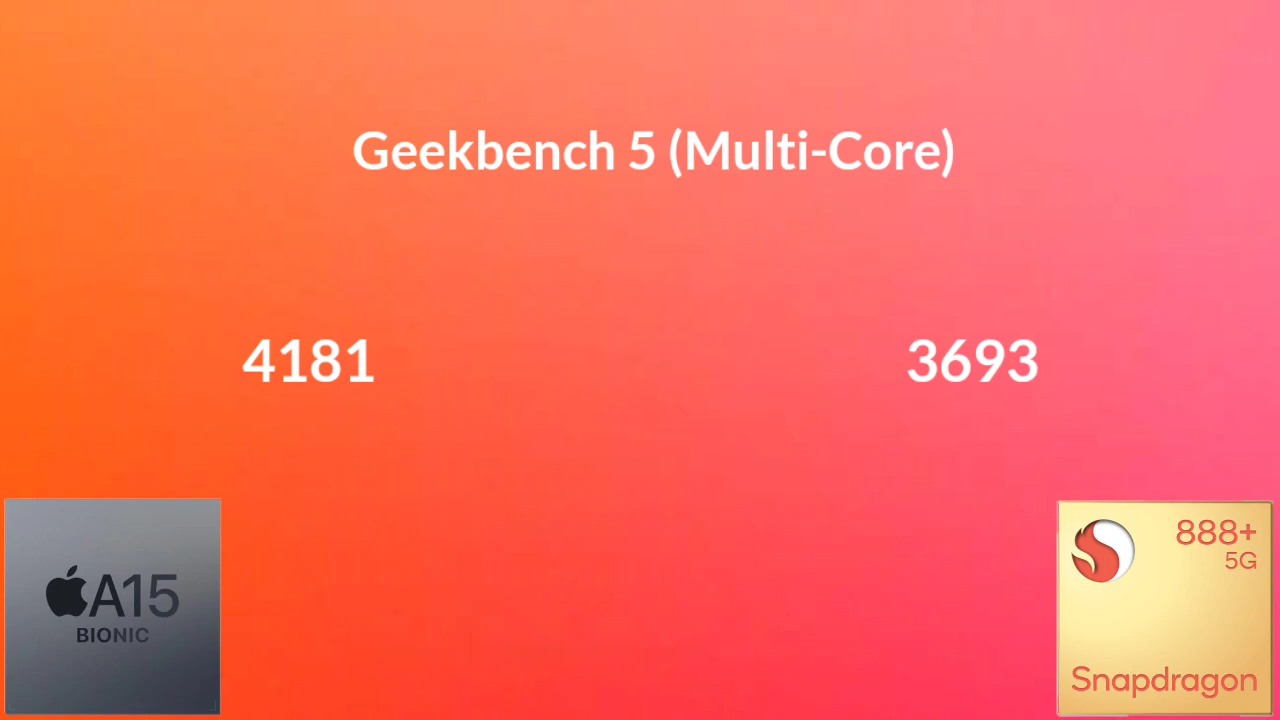 Geekbench 5 (Multi-Core)
4181
3693
A15
BIONIC
888+
5G
Snapdragon